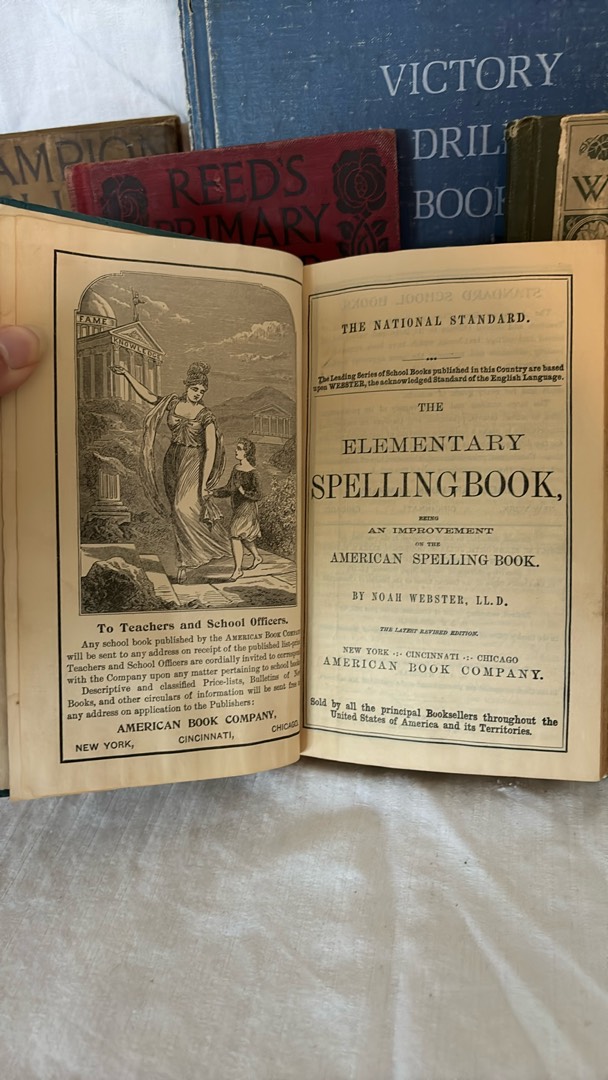 VICTORY
DRILL
BOOK
AMPION
REED'S
PRIMARY
W
FAME
KNOWLEDGE
To Teachers and School Officers.
Any school book published by the AMERICAN BOOK COMPANY
will be sent to any address on receipt of the published list-price.
Teachers and School Officers are cordially invited to correspond
with the Company upon any matter pertaining to school books.
Descriptive and classified Price-lists, Bulletins of New
Books, and other circulars of information will be sent free to
any address on application to the Publishers:
AMERICAN BOOK COMPANY,
NEW YORK, CINCINNATI, CHICAGO
THE NATIONAL STANDARD.
The Leading Series of School Books published in this Country are based
upon WEBSTER, the acknowledged Standard of the English Language.
THE
ELEMENTARY
SPELLING BOOK,
BEING
AN IMPROVEMENT
ON THE
AMERICAN SPELLING BOOK.
BY NOAH WEBSTER, LL.D.
THE LATEST REVISED EDITION.
NEW YORK ·:· CINCINNATI ·:· CHICAGO
AMERICAN BOOK COMPANY.
Sold by all the principal Booksellers throughout the
United States of America and its Territories.